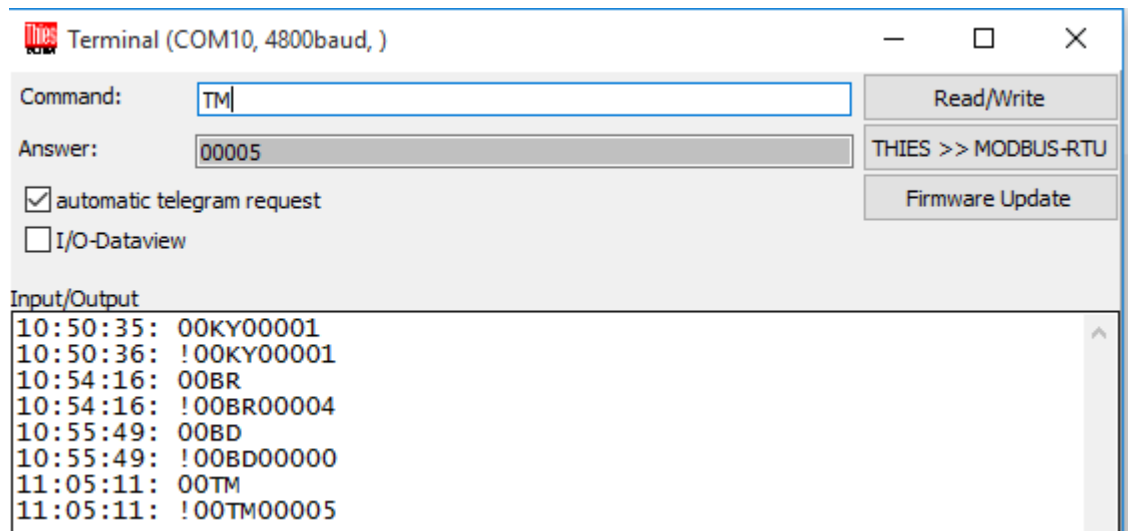 Thies
Terminal (COM10, 4800baud, )
Command:
TM
Read/Write
Answer:
00005
THIES >> MODBUS-RTU
automatic telegram request
Firmware Update
I/O-Dataview
Input/Output
10:50:35: 00KY00001
10:50:36: !00KY00001
10:54:16: 00BR
10:54:16: !00BR00004
10:55:49: 00BD
10:55:49: !00BD00000
11:05:11: 00TM
11:05:11: !00TM00005